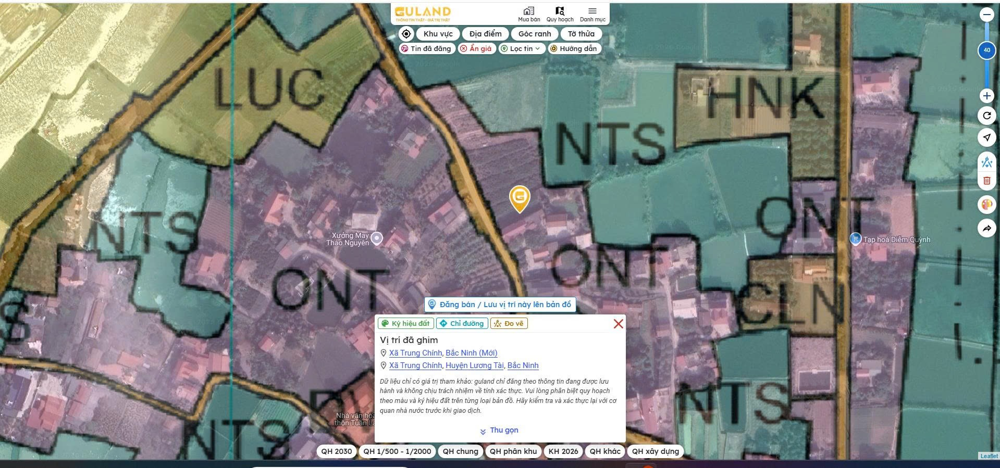 GULAND
THÔNG TIN THẬT - GIÁ TRỊ THẬT
Mua bán
Quy hoạch
Danh mục
Khu vực
Địa điểm
Góc ranh
Tờ thửa
Tin đã đăng
Ẩn giá
Lọc tin
Hướng dẫn
40
LUC
HNK
NTS
NTS
ONT
Xưởng May
Thảo Nguyên
Tạp hoá Diễm Quỳnh
ONT
ONT
CLN
S
Đăng bán / Lưu vị trí này lên bản đồ
Ký hiệu đất
Chỉ đường
Đo vẽ
Vị trí đã ghim
Xã Trung Chính, Bắc Ninh (Mới)
Xã Trung Chính, Huyện Lương Tài, Bắc Ninh
Dữ liệu chỉ có giá trị tham khảo: guland chỉ đăng theo thông tin đang được lưu
hành và không chịu trách nhiệm về tính xác thực. Vui lòng phân biệt quy hoạch
theo màu và ký hiệu đất trên từng loại bản đồ. Hãy kiểm tra và xác thực lại với cơ
quan nhà nước trước khi giao dịch.
Thu gọn
NTS
Nhà văn hóa
thôn Tuần La
NTS
QH 2030
QH 1/500 - 1/2000
QH chung
QH phân khu
KH 2026
QH khác
QH xây dựng
Leaflet